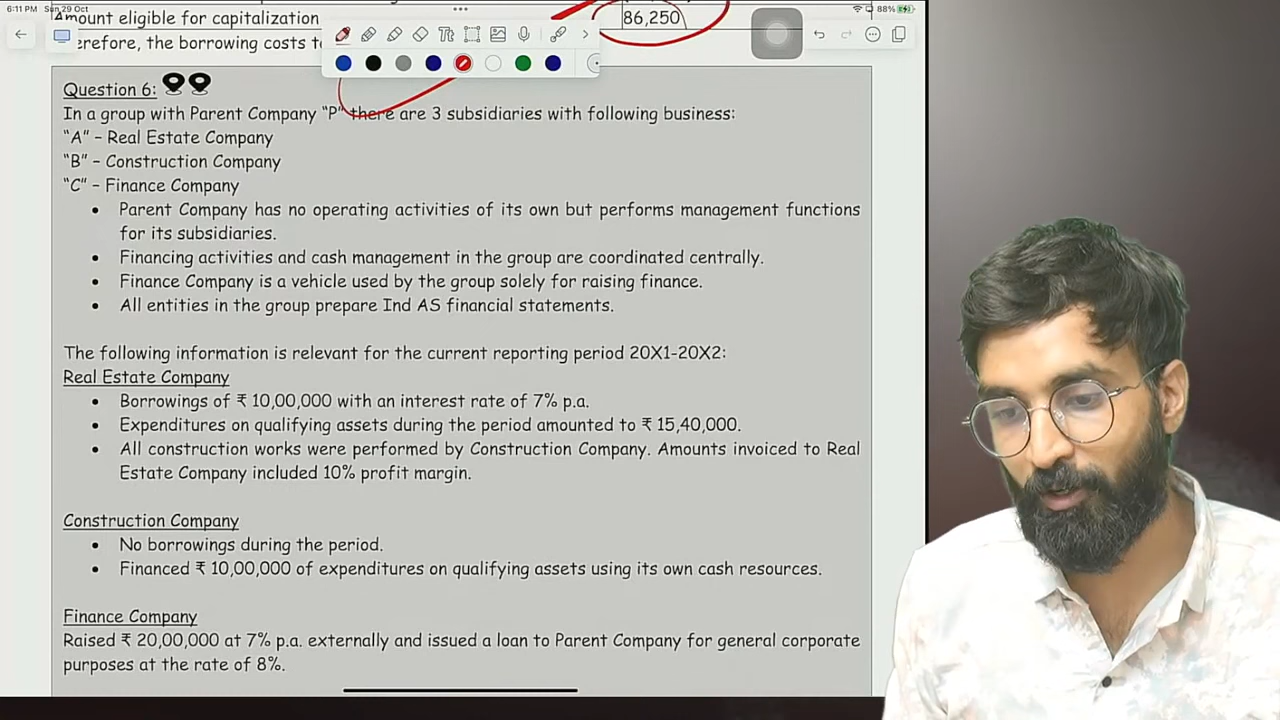 6:11 PM Sun 29 Oct
88%
Amount eligible for capitalization 86,250
erefore, the borrowing costs t
Question 6:
In a group with Parent Company "P" there are 3 subsidiaries with following business:
"A" – Real Estate Company
"B" – Construction Company
"C" – Finance Company
• Parent Company has no operating activities of its own but performs management functions
for its subsidiaries.
• Financing activities and cash management in the group are coordinated centrally.
• Finance Company is a vehicle used by the group solely for raising finance.
• All entities in the group prepare Ind AS financial statements.
The following information is relevant for the current reporting period 20X1-20X2:
Real Estate Company
• Borrowings of ₹ 10,00,000 with an interest rate of 7% p.a.
• Expenditures on qualifying assets during the period amounted to ₹ 15,40,000.
• All construction works were performed by Construction Company. Amounts invoiced to Real
Estate Company included 10% profit margin.
Construction Company
• No borrowings during the period.
• Financed ₹ 10,00,000 of expenditures on qualifying assets using its own cash resources.
Finance Company
Raised ₹ 20,00,000 at 7% p.a. externally and issued a loan to Parent Company for general corporate
purposes at the rate of 8%.